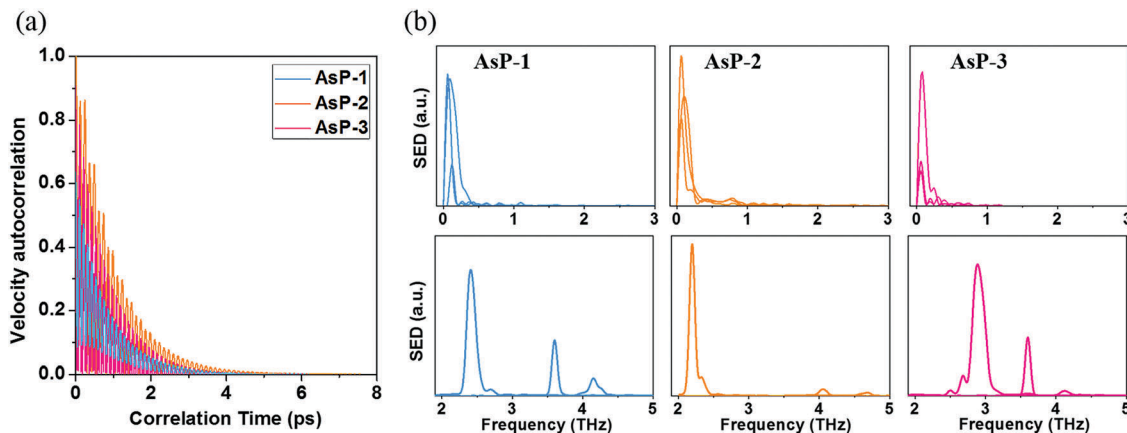 (a)
1.0
0.8
0.6
0.4
0.2
0.0
Velocity autocorrelation
AsP-1
AsP-2
AsP-3
0 2 4 6 8
Correlation Time (ps)
(b)
AsP-1
AsP-2
AsP-3
SED (a.u.)
0 1 2 3
0 1 2 3
0 1 2 3
SED (a.u.)
2 3 4 5
2 3 4 5
2 3 4 5
Frequency (THz)
Frequency (THz)
Frequency (THz)